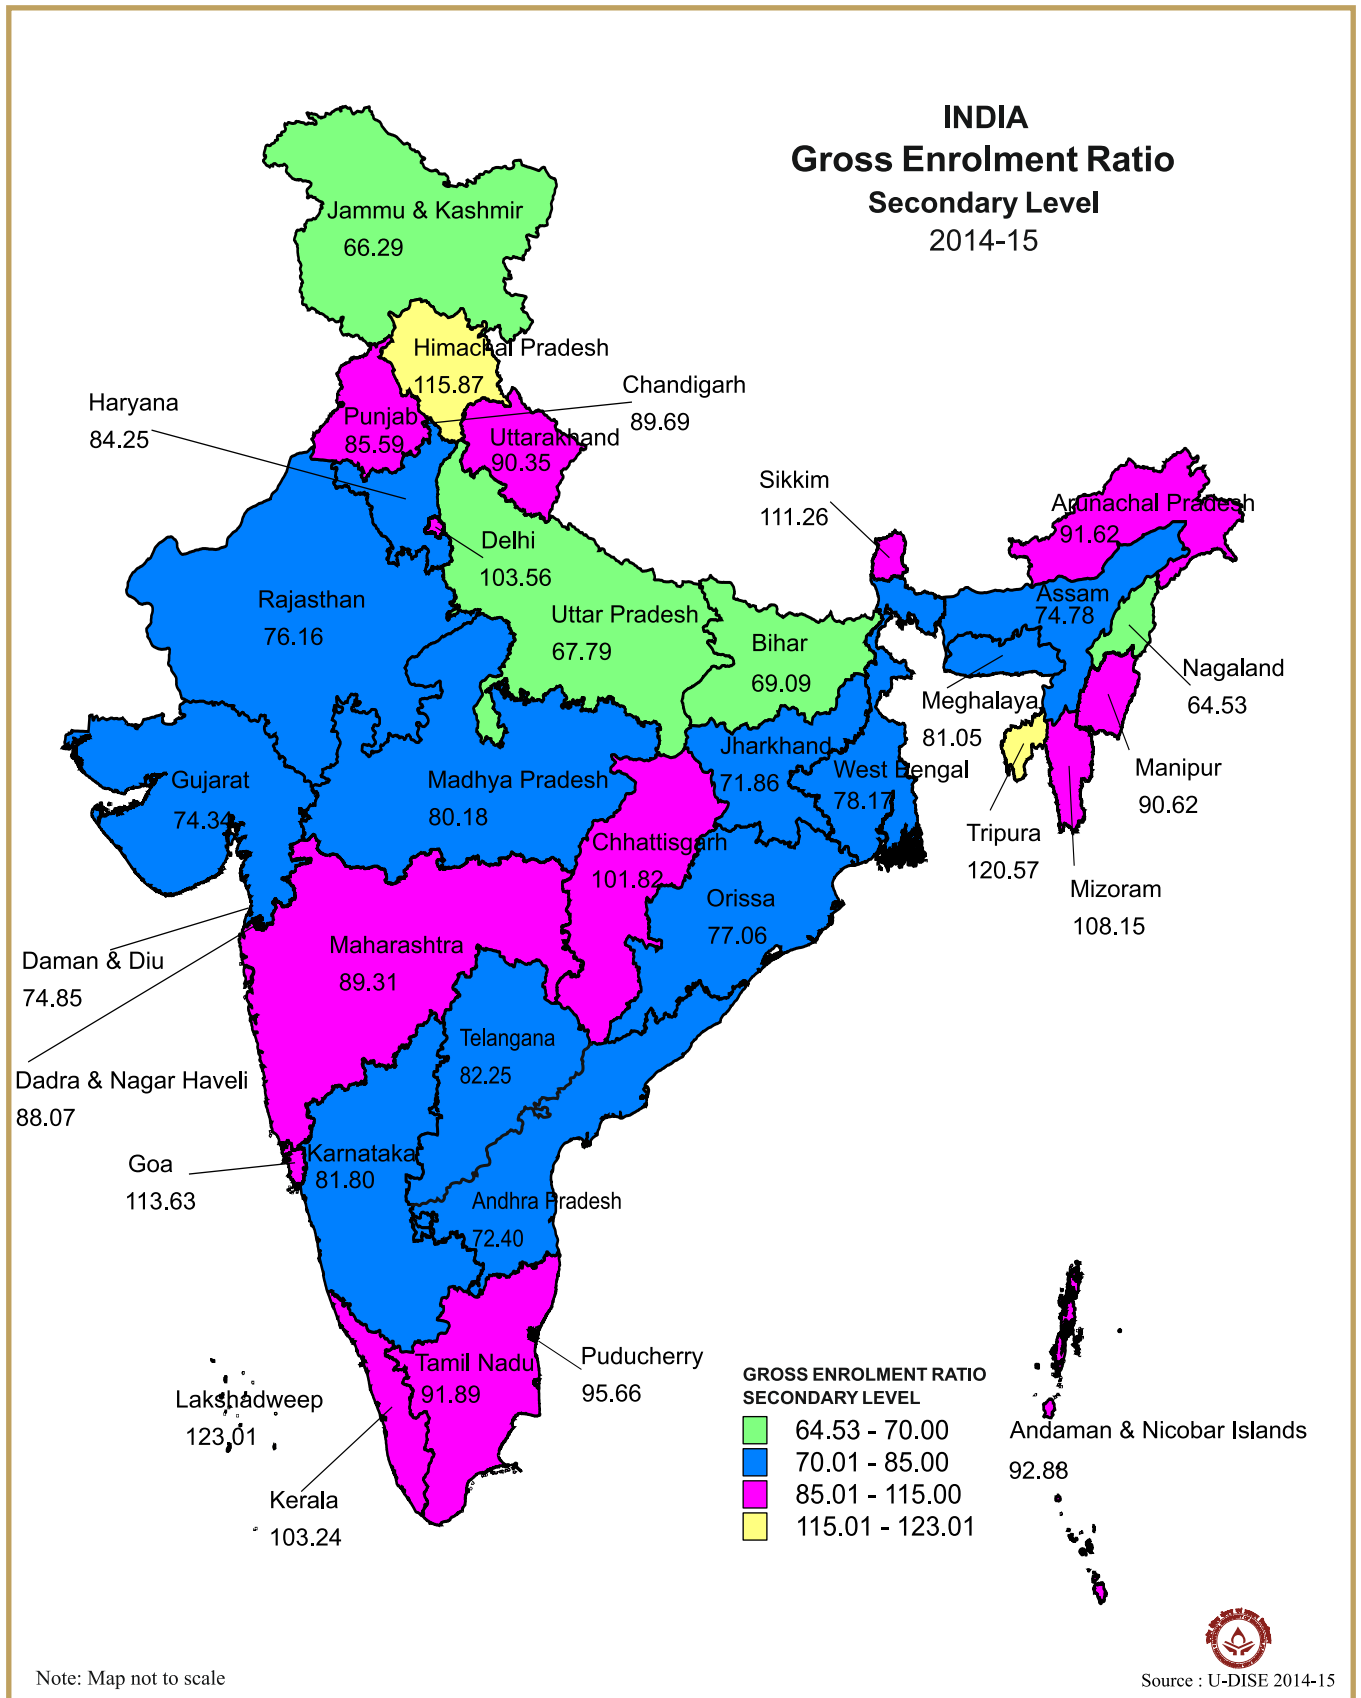 INDIA
Gross Enrolment Ratio
Secondary Level
2014-15
Jammu & Kashmir
66.29
Himachal Pradesh
115.87
Chandigarh
89.69
Haryana
84.25
Punjab
85.59
Uttarakhand
90.35
Sikkim
111.26
Arunachal Pradesh
91.62
Delhi
103.56
Rajasthan
76.16
Uttar Pradesh
67.79
Bihar
69.09
Assam
74.78
Nagaland
64.53
Meghalaya
81.05
Jharkhand
71.86
West Bengal
78.17
Manipur
90.62
Gujarat
74.34
Madhya Pradesh
80.18
Tripura
120.57
Chhattisgarh
101.82
Mizoram
108.15
Orissa
77.06
Daman & Diu
74.85
Maharashtra
89.31
Telangana
82.25
Dadra & Nagar Haveli
88.07
Goa
113.63
Karnataka
81.80
Andhra Pradesh
72.40
Puducherry
95.66
Tamil Nadu
91.89
Lakshadweep
123.01
Kerala
103.24
GROSS ENROLMENT RATIO
SECONDARY LEVEL
64.53 - 70.00
70.01 - 85.00
85.01 - 115.00
115.01 - 123.01
Andaman & Nicobar Islands
92.88
Note: Map not to scale
Source : U-DISE 2014-15